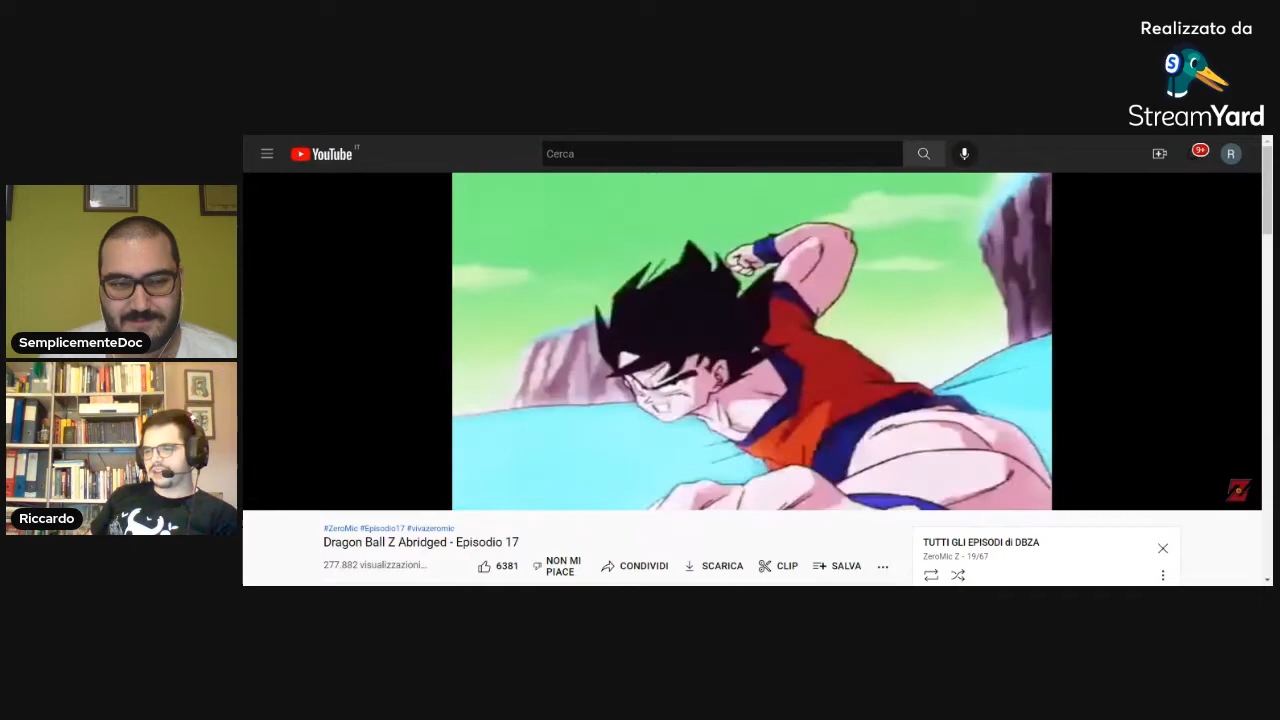 Realizzato da
S
StreamYard
YouTube IT
Cerca
9+
R
SemplicementeDoc
Riccardo
Z
#ZeroMic #Episodio17 #vivazeromic
Dragon Ball Z Abridged - Episodio 17
277.882 visualizzazioni...
6381
NON MI
PIACE
CONDIVIDI
SCARICA
CLIP
SALVA
TUTTI GLI EPISODI di DBZA
ZeroMic Z - 19/67